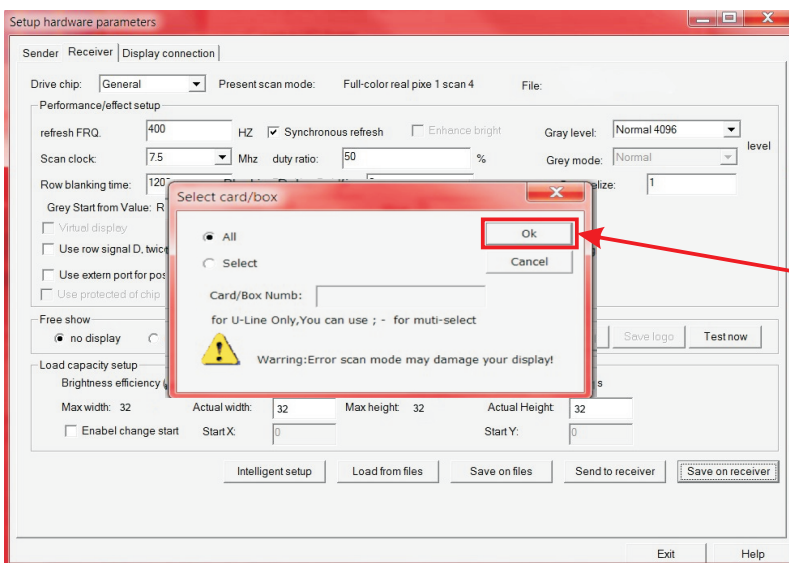 Setup hardware parameters
Sender Receiver Display connection
Drive chip: General Present scan mode: Full-color real pixe 1 scan 4 File:
Performance/effect setup
refresh FRQ. 400 HZ Synchronous refresh Enhance bright Gray level: Normal 4096 level
Scan clock: 7.5 Mhz duty ratio: 50 % Grey mode: Normal
Row blanking time: 1
Grey Start from Value: R
Select card/box
Virtual display
All Ok
Use row signal D, twice
Select Cancel
Use extern port for pos
Card/Box Numb:
Use protected of chip
for U-Line Only,You can use ; - for muti-select
Free show
no display Save logo Test now
Warring:Error scan mode may damage your display!
Load capacity setup
Brightness efficiency s
Max width: 32 Actual width: 32 Max height: 32 Actual Height: 32
Enabel change start Start X: 0 Start Y: 0
Intelligent setup Load from files Save on files Send to receiver Save on receiver
Exit Help